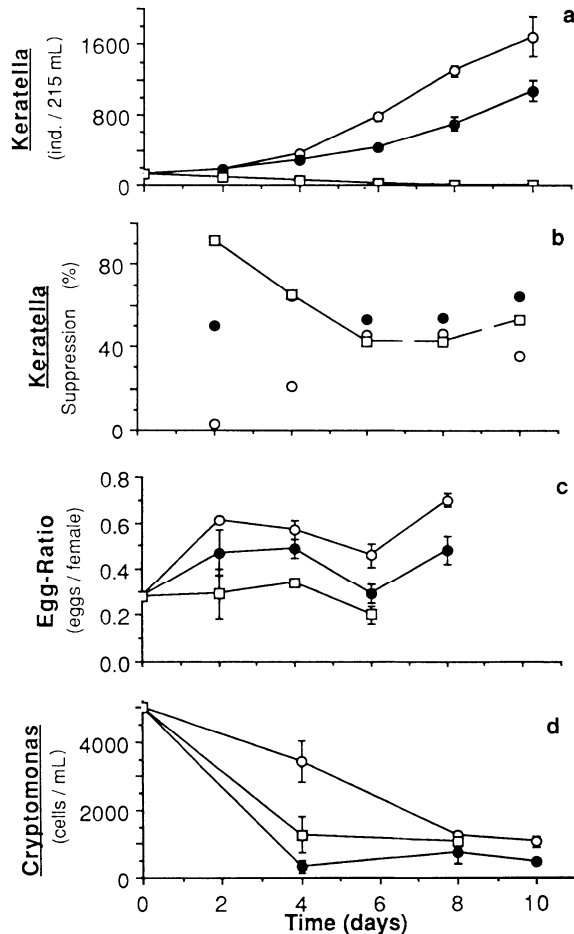 a
Keratella
(ind. / 215 mL)
1600
800
0
b
Keratella
Suppression (%)
80
40
0
c
Egg-Ratio
(eggs / female)
0.8
0.6
0.4
0.2
0.0
d
Cryptomonas
(cells / mL)
4000
2000
0
0
2
4
6
8
10
Time (days)